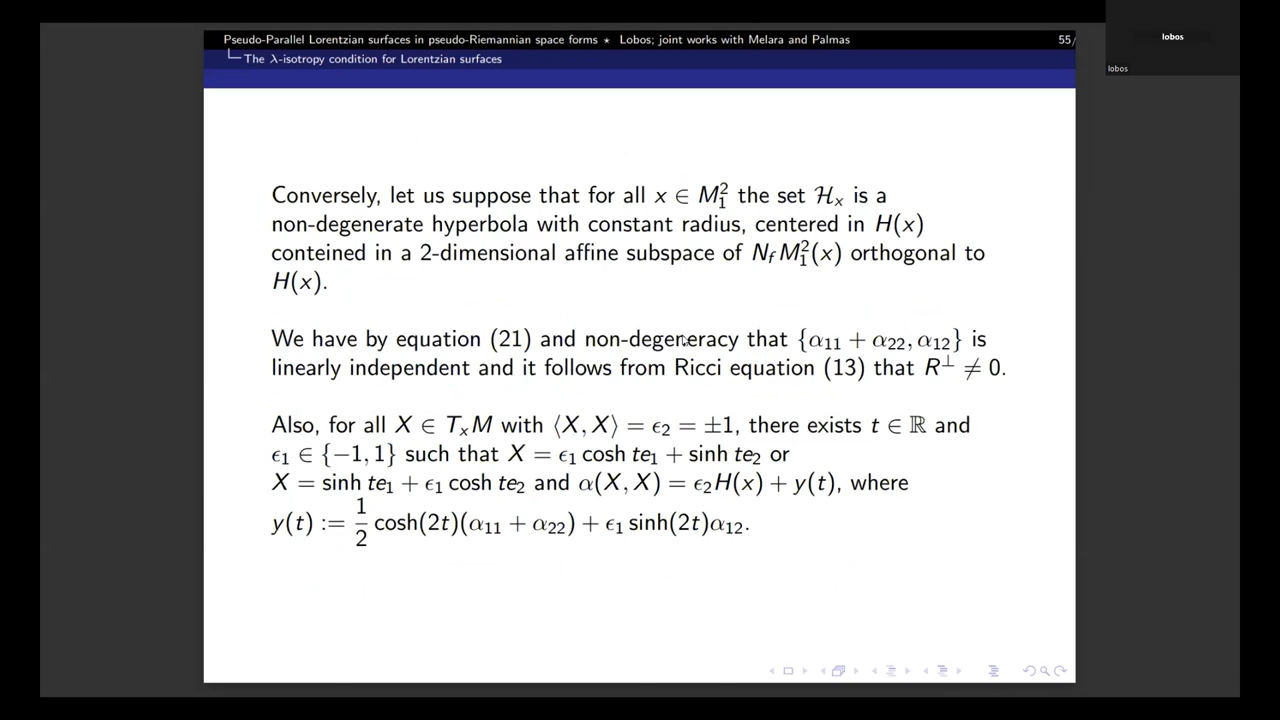 Pseudo-Parallel Lorentzian surfaces in pseudo-Riemannian space forms ⋆ Lobos; joint works with Melara and Palmas 55/
The λ-isotropy condition for Lorentzian surfaces
lobos
lobos
Conversely, let us suppose that for all x ∈ M₁² the set ℋₓ is a
non-degenerate hyperbola with constant radius, centered in H(x)
conteined in a 2-dimensional affine subspace of N_f M₁²(x) orthogonal to
H(x).
We have by equation (21) and non-degeneracy that {α₁₁ + α₂₂, α₁₂} is
linearly independent and it follows from Ricci equation (13) that R^⊥ ≠ 0.
Also, for all X ∈ TₓM with ⟨X, X⟩ = ϵ₂ = ±1, there exists t ∈ ℝ and
ϵ₁ ∈ {−1, 1} such that X = ϵ₁ cosh te₁ + sinh te₂ or
X = sinh te₁ + ϵ₁ cosh te₂ and α(X, X) = ϵ₂H(x) + y(t), where
y(t) := 1/2 cosh(2t)(α₁₁ + α₂₂) + ϵ₁ sinh(2t)α₁₂.